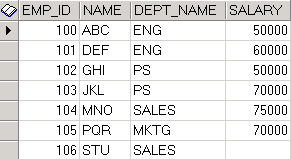 EMP_ID NAME DEPT_NAME SALARY
100 ABC ENG 50000
101 DEF ENG 60000
102 GHI PS 50000
103 JKL PS 70000
104 MNO SALES 75000
105 PQR MKTG 70000
106 STU SALES